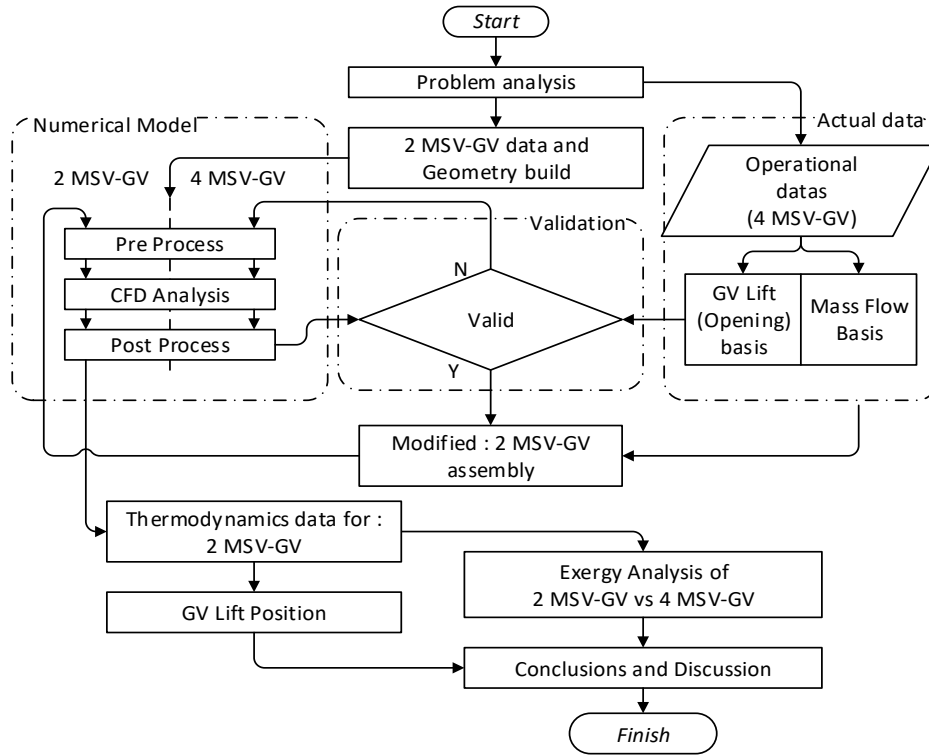 Start
Problem analysis
Numerical Model
Actual data
2 MSV-GV data and
Geometry build
2 MSV-GV
4 MSV-GV
Operational
datas
(4 MSV-GV)
Validation
Pre Process
N
CFD Analysis
GV Lift
(Opening)
basis
Mass Flow
Basis
Valid
Post Process
Y
Modified : 2 MSV-GV
assembly
Thermodynamics data for :
2 MSV-GV
Exergy Analysis of
2 MSV-GV vs 4 MSV-GV
GV Lift Position
Conclusions and Discussion
Finish